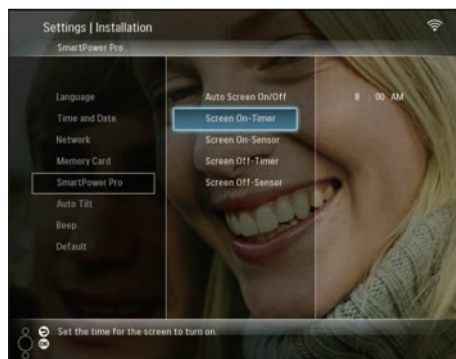 Settings | Installation
SmartPower Pro
Language
Time and Date
Network
Memory Card
SmartPower Pro
Auto Tilt
Beep
Default
Auto Screen On/Off
Screen On-Timer
Screen On-Sensor
Screen Off-Timer
Screen Off-Sensor
8 : 00 AM
Set the time for the screen to turn on.
OK